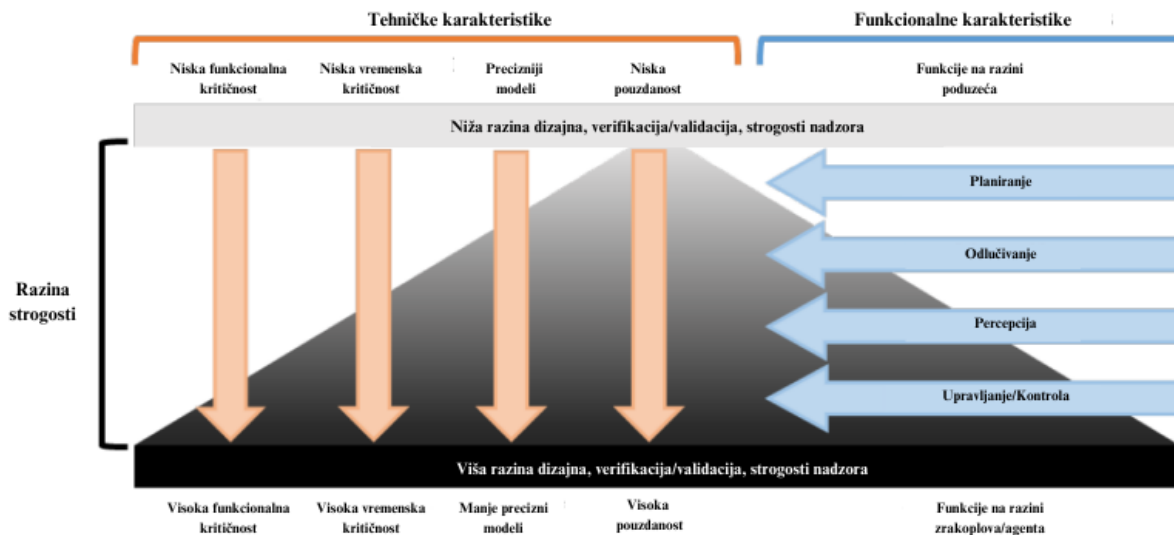 Tehničke karakteristike
Funkcionalne karakteristike
Niska funkcionalna
kritičnost
Niska vremenska
kritičnost
Precizniji
modeli
Niska
pouzdanost
Funkcije na razini
poduzeća
Niža razina dizajna, verifikacija/validacija, strogosti nadzora
Razina
strogosti
Planiranje
Odlučivanje
Percepcija
Upravljanje/Kontrola
Viša razina dizajna, verifikacija/validacija, strogosti nadzora
Visoka funkcionalna
kritičnost
Visoka vremenska
kritičnost
Manje precizni
modeli
Visoka
pouzdanost
Funkcije na razini
zrakoplova/agenta